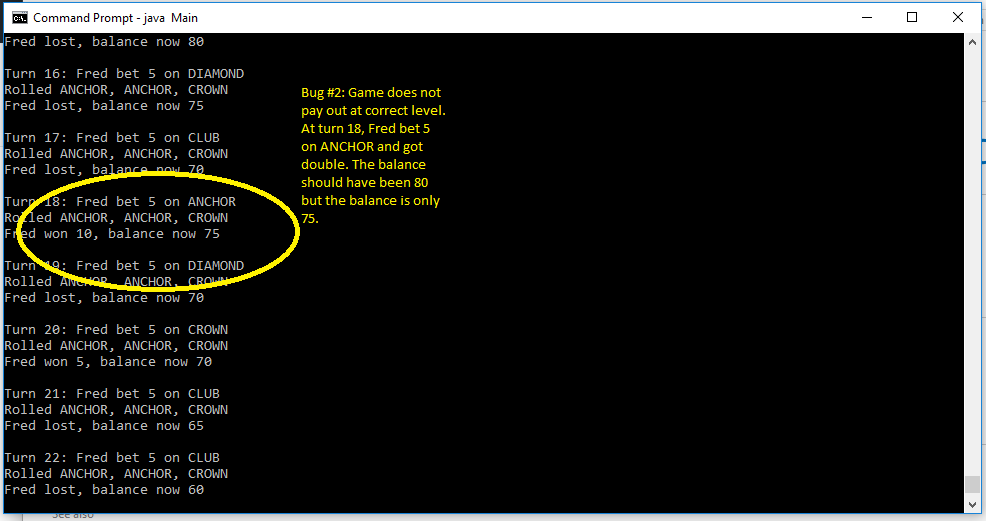 Command Prompt - java  Main
Fred lost, balance now 80
Turn 16: Fred bet 5 on DIAMOND
Rolled ANCHOR, ANCHOR, CROWN
Fred lost, balance now 75
Turn 17: Fred bet 5 on CLUB
Rolled ANCHOR, ANCHOR, CROWN
Fred lost, balance now 70
Turn 18: Fred bet 5 on ANCHOR
Rolled ANCHOR, ANCHOR, CROWN
Fred won 10, balance now 75
Turn 19: Fred bet 5 on DIAMOND
Rolled ANCHOR, ANCHOR, CROWN
Fred lost, balance now 70
Turn 20: Fred bet 5 on CROWN
Rolled ANCHOR, ANCHOR, CROWN
Fred won 5, balance now 70
Turn 21: Fred bet 5 on CLUB
Rolled ANCHOR, ANCHOR, CROWN
Fred lost, balance now 65
Turn 22: Fred bet 5 on CLUB
Rolled ANCHOR, ANCHOR, CROWN
Fred lost, balance now 60
Bug #2: Game does not
pay out at correct level.
At turn 18, Fred bet 5
on ANCHOR and got
double. The balance
should have been 80
but the balance is only
75.
See also